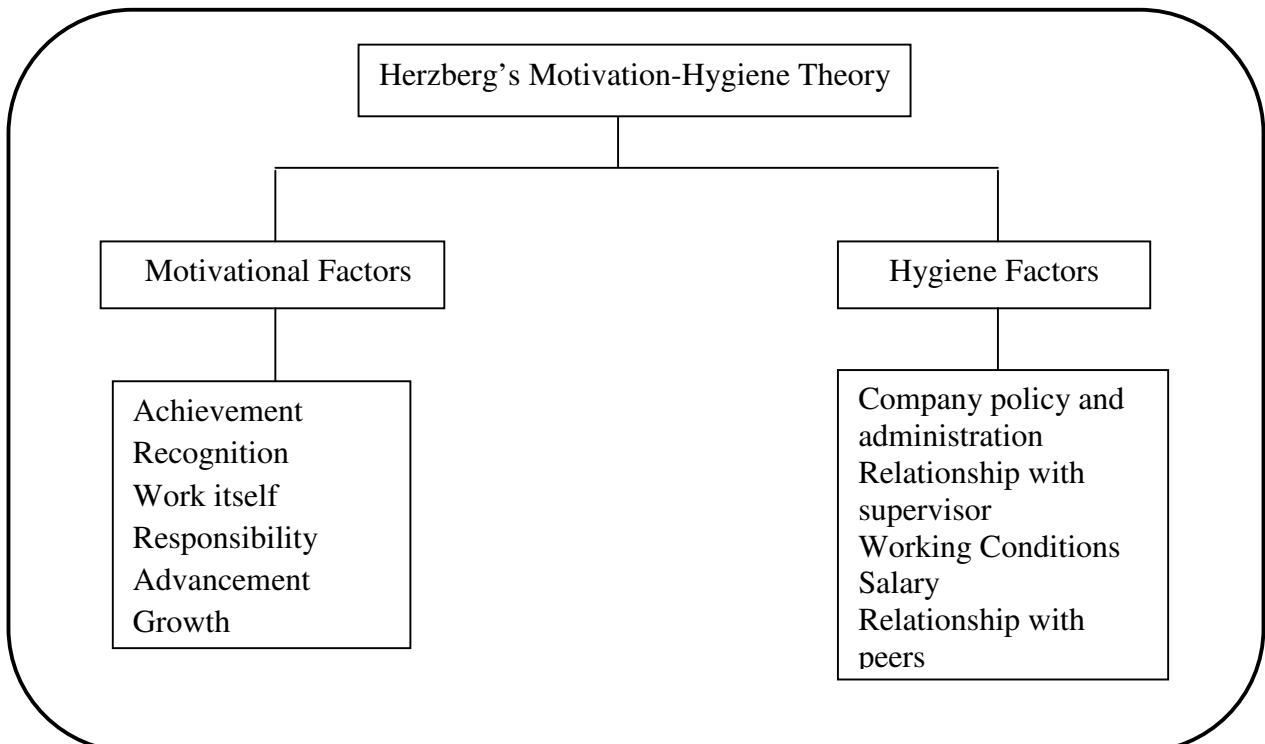 Herzberg’s Motivation-Hygiene Theory
Motivational Factors
Hygiene Factors
Achievement
Recognition
Work itself
Responsibility
Advancement
Growth
Company policy and
administration
Relationship with
supervisor
Working Conditions
Salary
Relationship with
peers